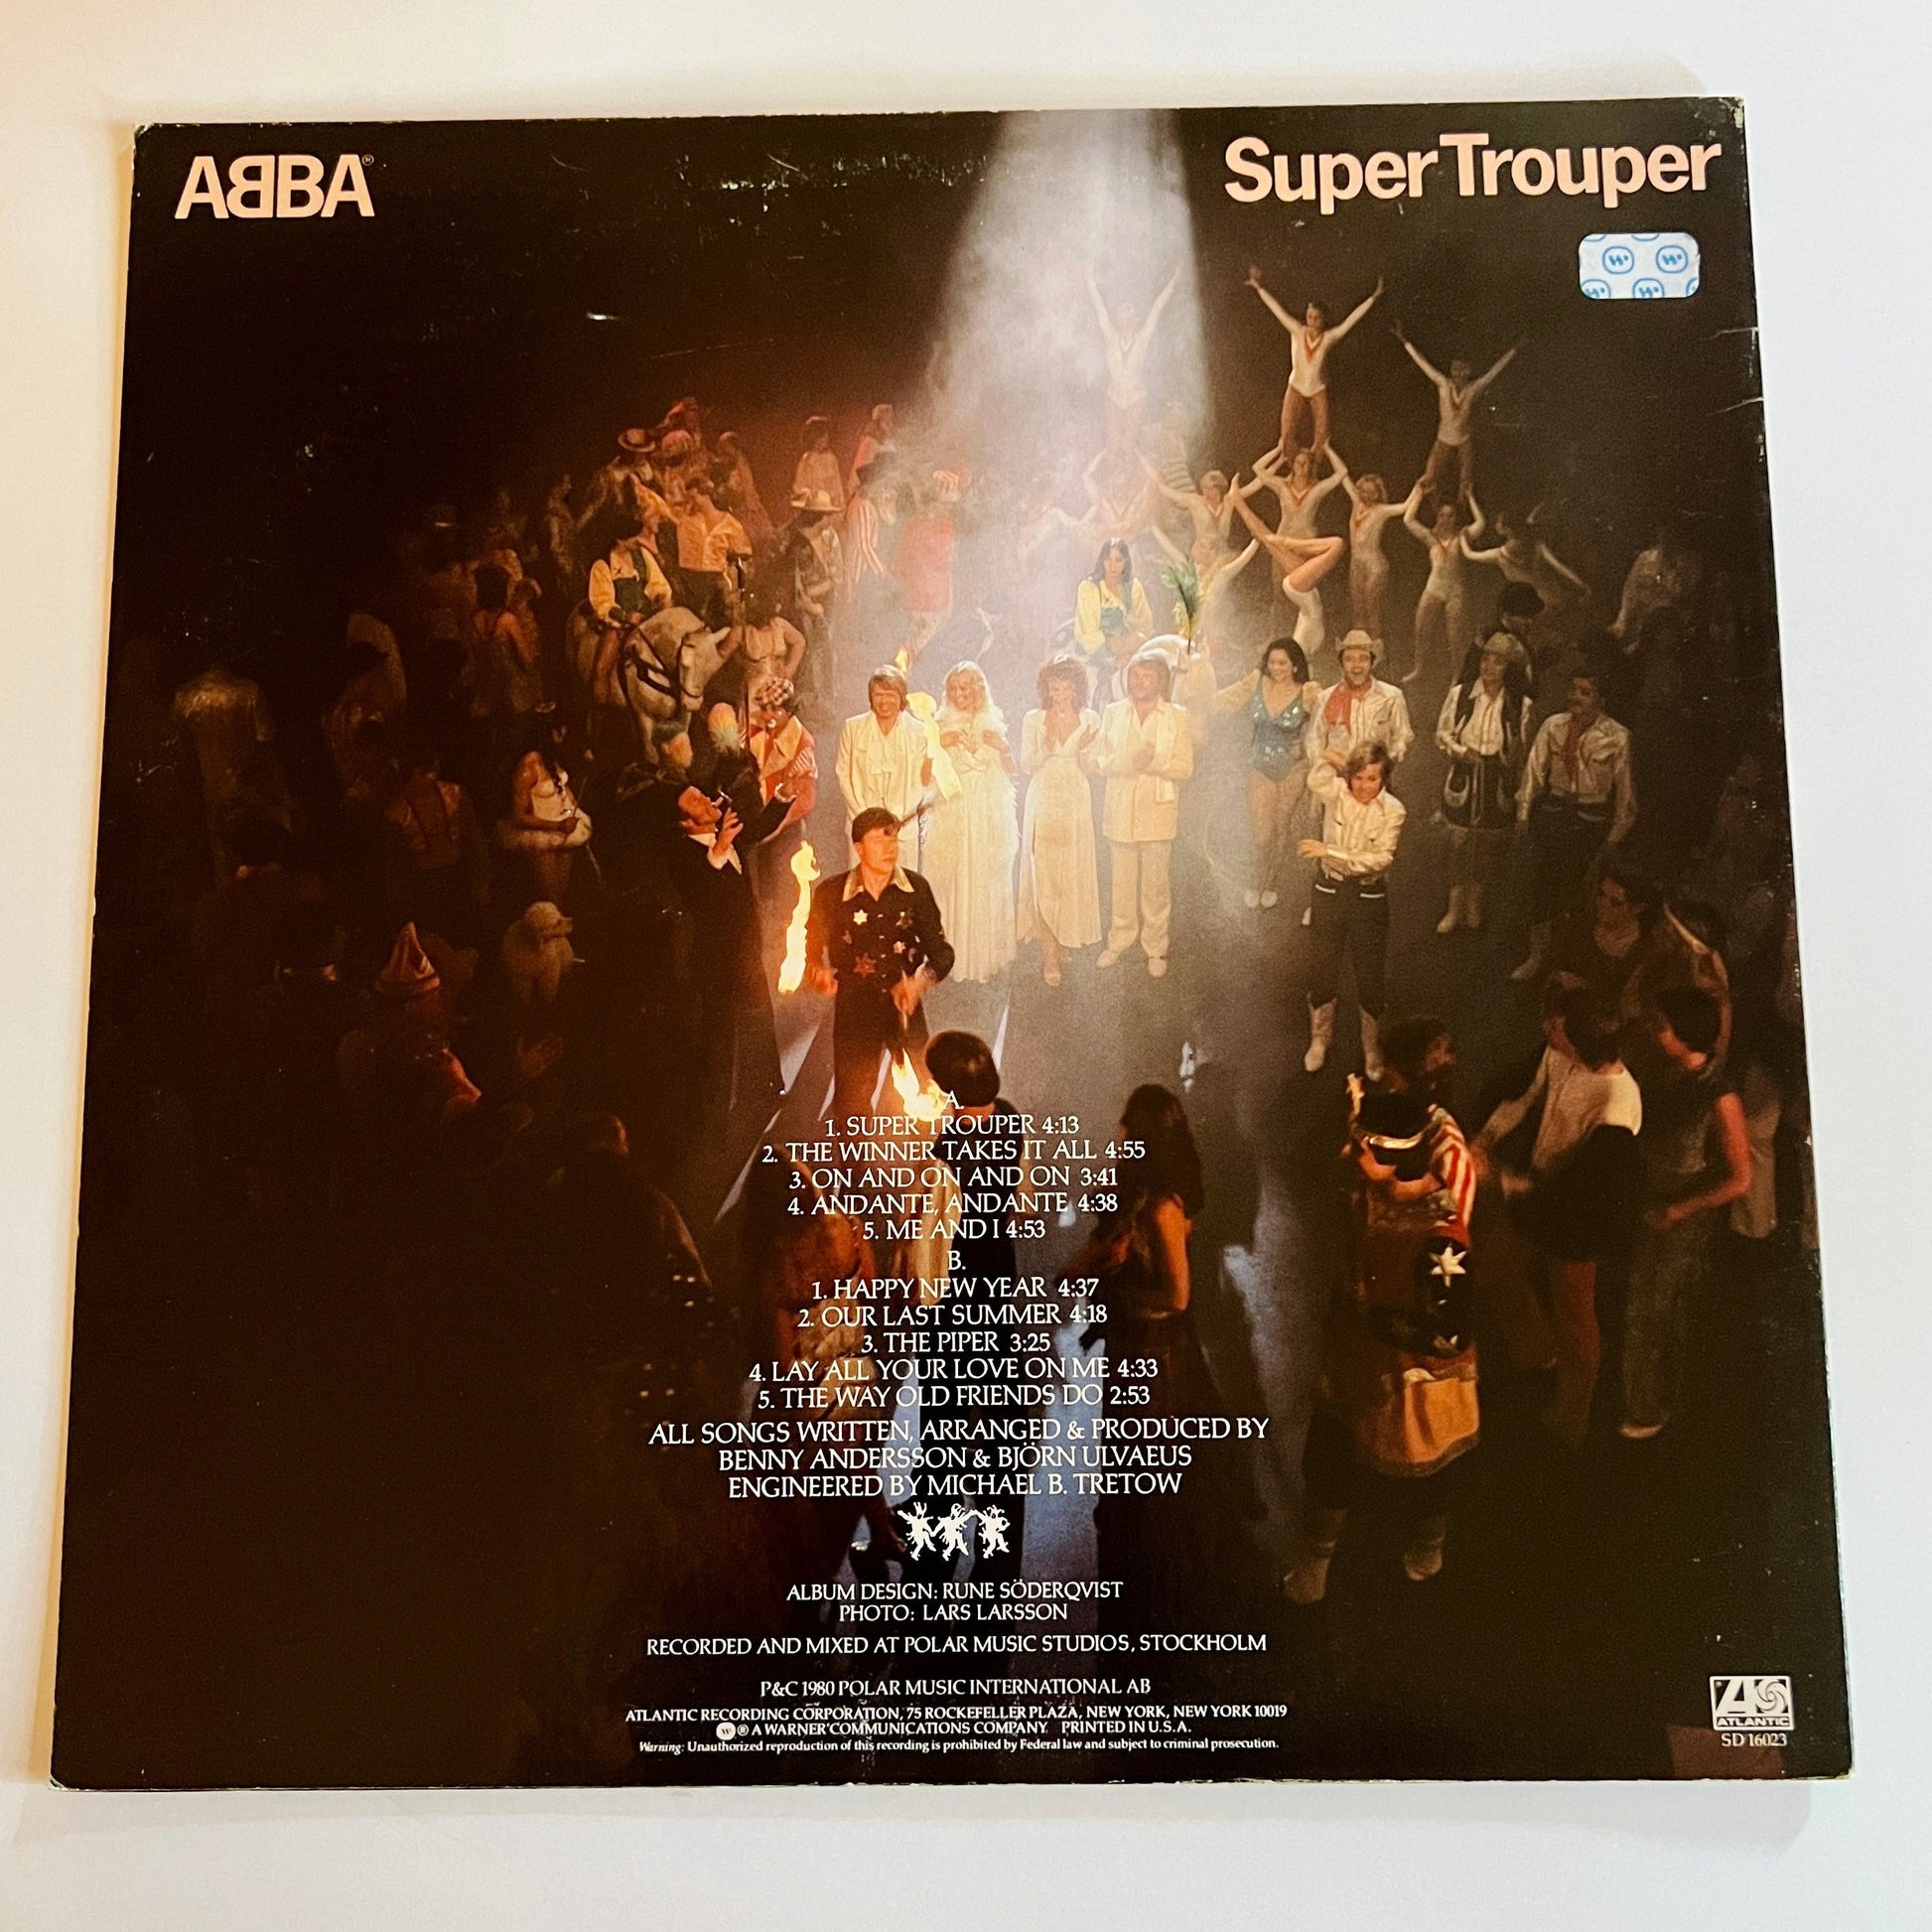 ABBA®
Super Trouper
A.
1. SUPER TROUPER 4:13
2. THE WINNER TAKES IT ALL 4:55
3. ON AND ON AND ON 3:41
4. ANDANTE, ANDANTE 4:38
5. ME AND I 4:53
B.
1. HAPPY NEW YEAR 4:37
2. OUR LAST SUMMER 4:18
3. THE PIPER 3:25
4. LAY ALL YOUR LOVE ON ME 4:33
5. THE WAY OLD FRIENDS DO 2:53
ALL SONGS WRITTEN, ARRANGED & PRODUCED BY
BENNY ANDERSSON & BJÖRN ULVAEUS
ENGINEERED BY MICHAEL B. TRETOW
ALBUM DESIGN: RUNE SÖDERQVIST
PHOTO: LARS LARSSON
RECORDED AND MIXED AT POLAR MUSIC STUDIOS, STOCKHOLM
P&C 1980 POLAR MUSIC INTERNATIONAL AB
ATLANTIC RECORDING CORPORATION, 75 ROCKEFELLER PLAZA, NEW YORK, NEW YORK 10019
® A WARNER COMMUNICATIONS COMPANY PRINTED IN U.S.A.
Warning: Unauthorized reproduction of this recording is prohibited by Federal law and subject to criminal prosecution.
ATLANTIC
SD 16023